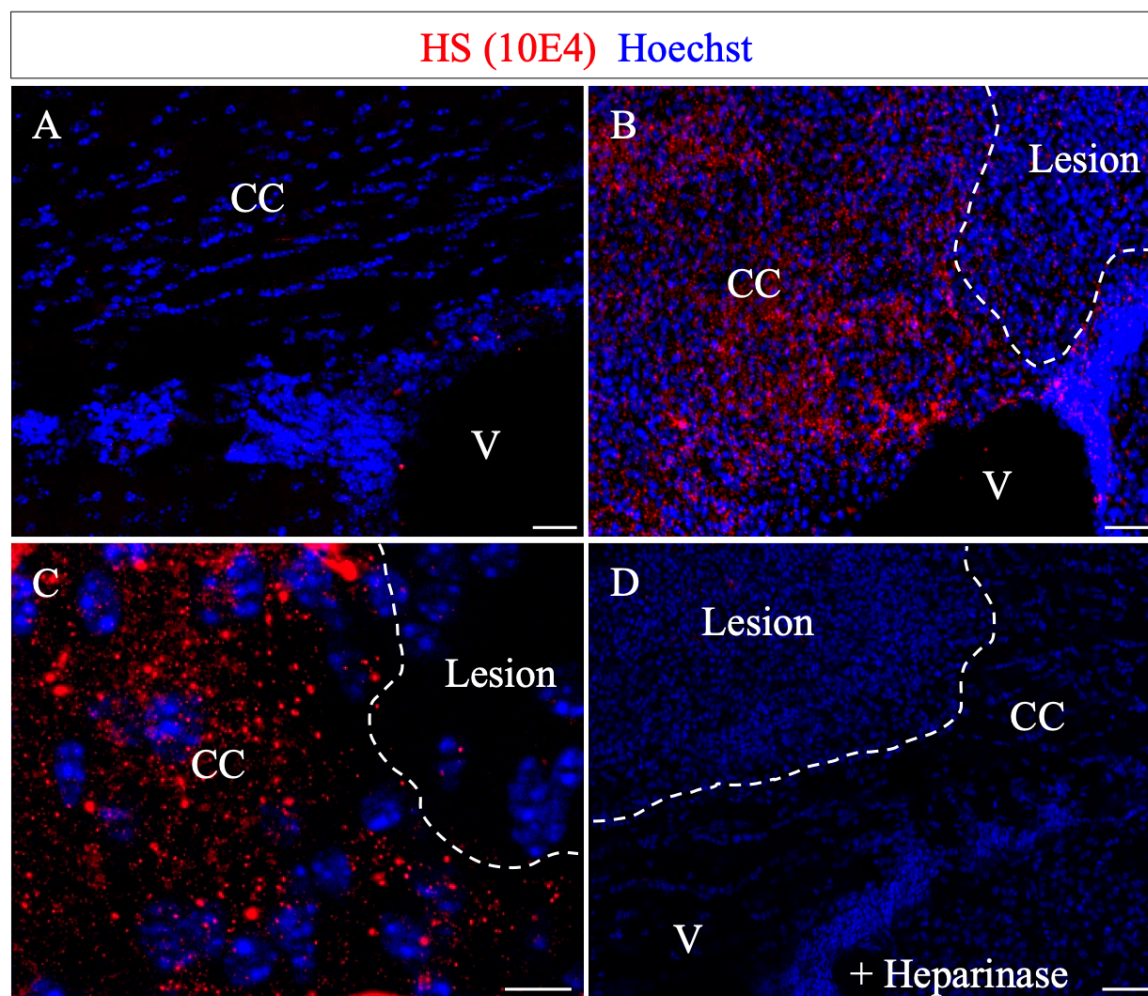 HS (10E4) Hoechst
A
CC
V
B
Lesion
CC
V
C
Lesion
CC
D
Lesion
CC
V
+ Heparinase